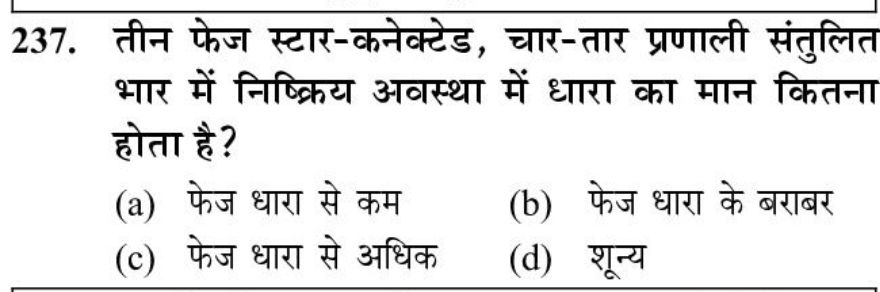 237. तीन फेज स्टार-कनेक्टेड, चार-तार प्रणाली संतुलित
भार में निष्क्रिय अवस्था में धारा का मान कितना
होता है?
(a) फेज धारा से कम (b) फेज धारा के बराबर
(c) फेज धारा से अधिक (d) शून्य